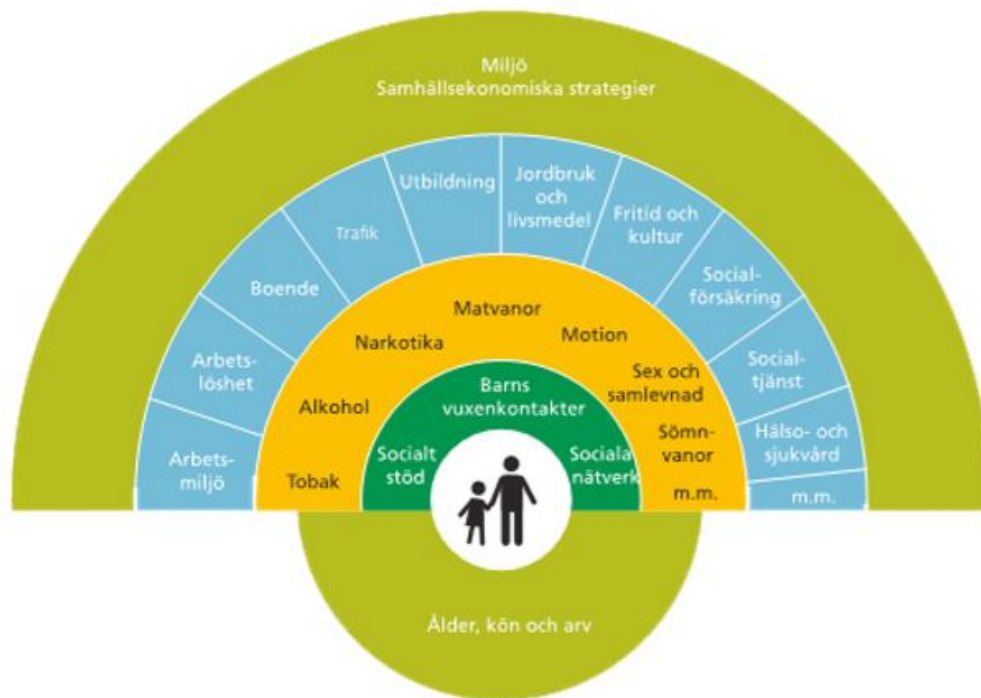 Miljö
Samhällsekonomiska strategier
Utbildning
Jordbruk
och
livsmedel
Trafik
Fritid och
kultur
Boende
Social-
försäkring
Arbets-
löshet
Social-
tjänst
Arbets-
miljö
Hälso- och
sjukvård
m.m.
Matvanor
Narkotika
Motion
Alkohol
Sex och
samlevnad
Tobak
Sömn-
vanor
m.m.
Barns
vuxenkontakter
Socialt
stöd
Sociala
nätverk
Ålder, kön och arv